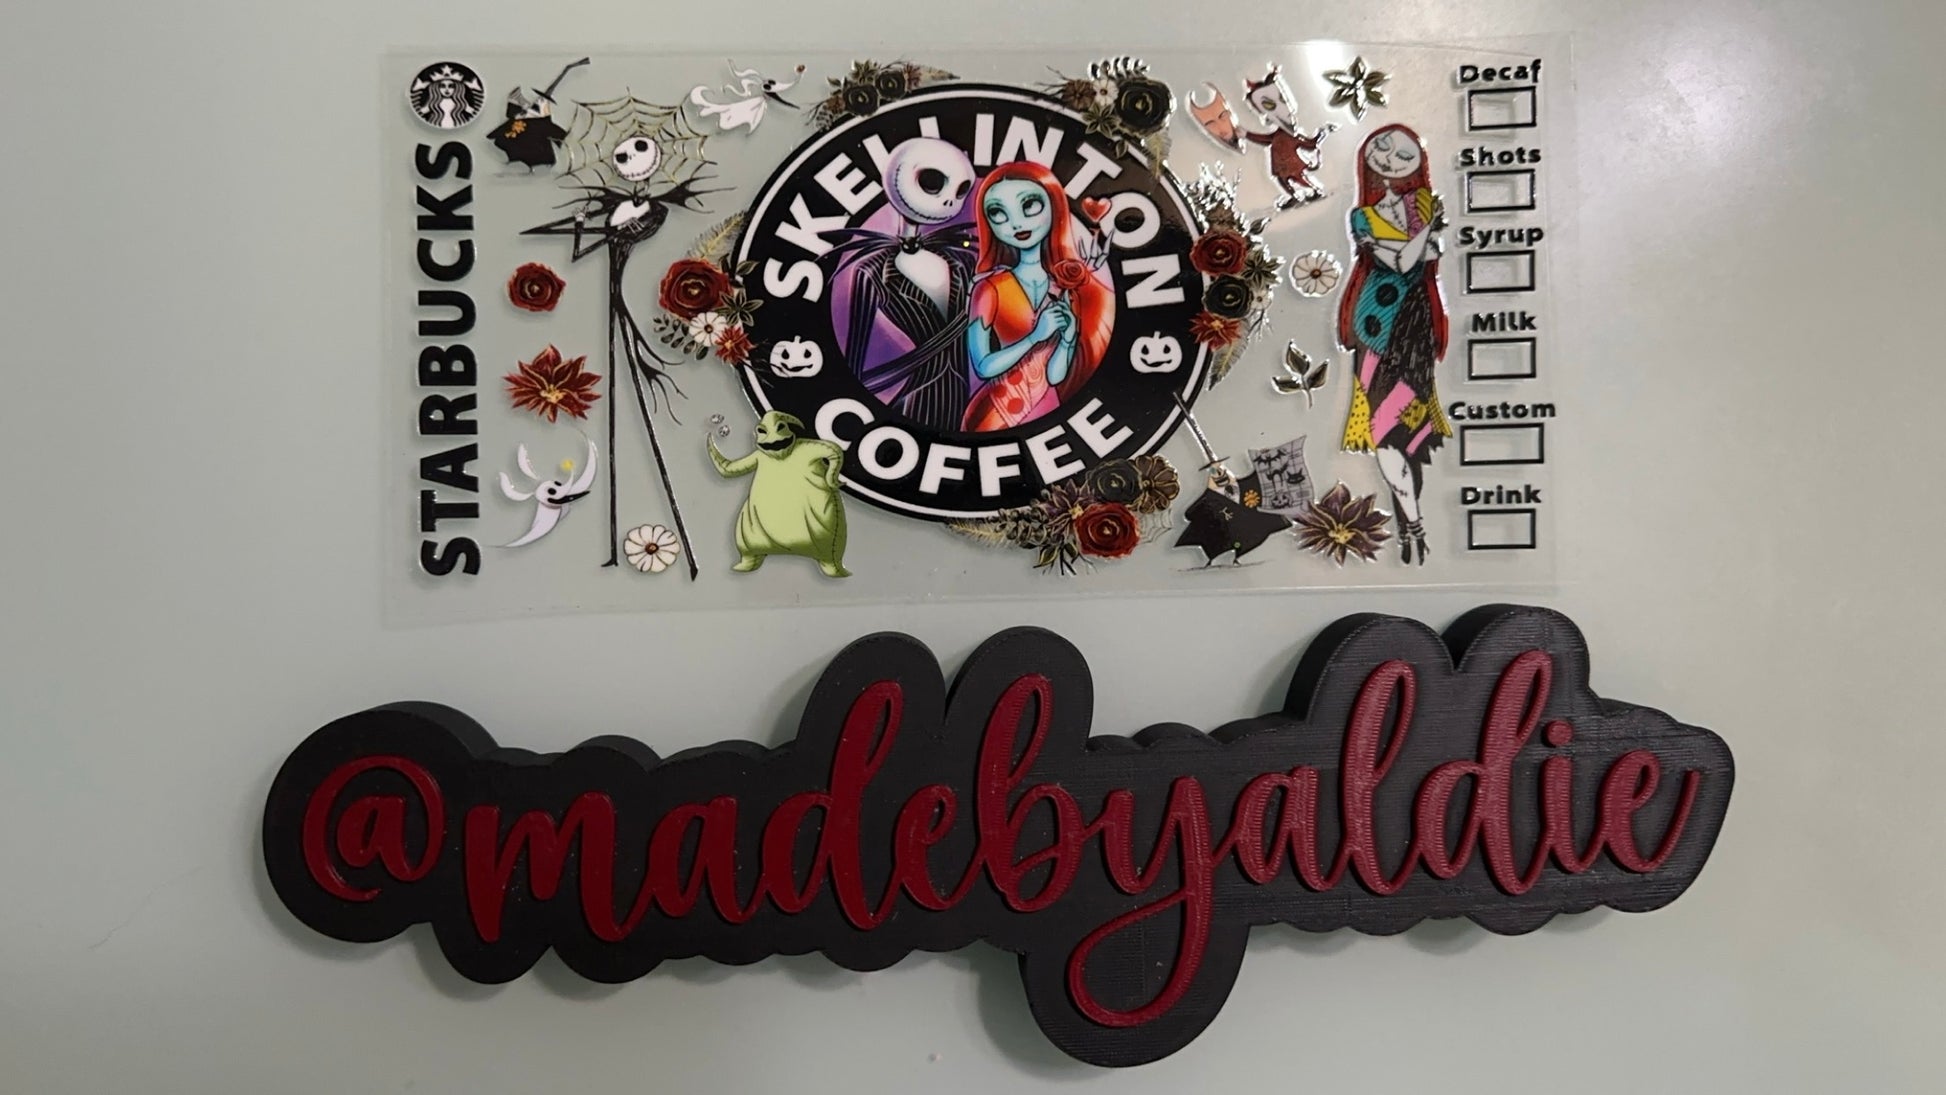 STARBUCKS
SKELLINTON
COFFEE
Decaf
Shots
Syrup
Milk
Custom
Drink
@madebyaldie